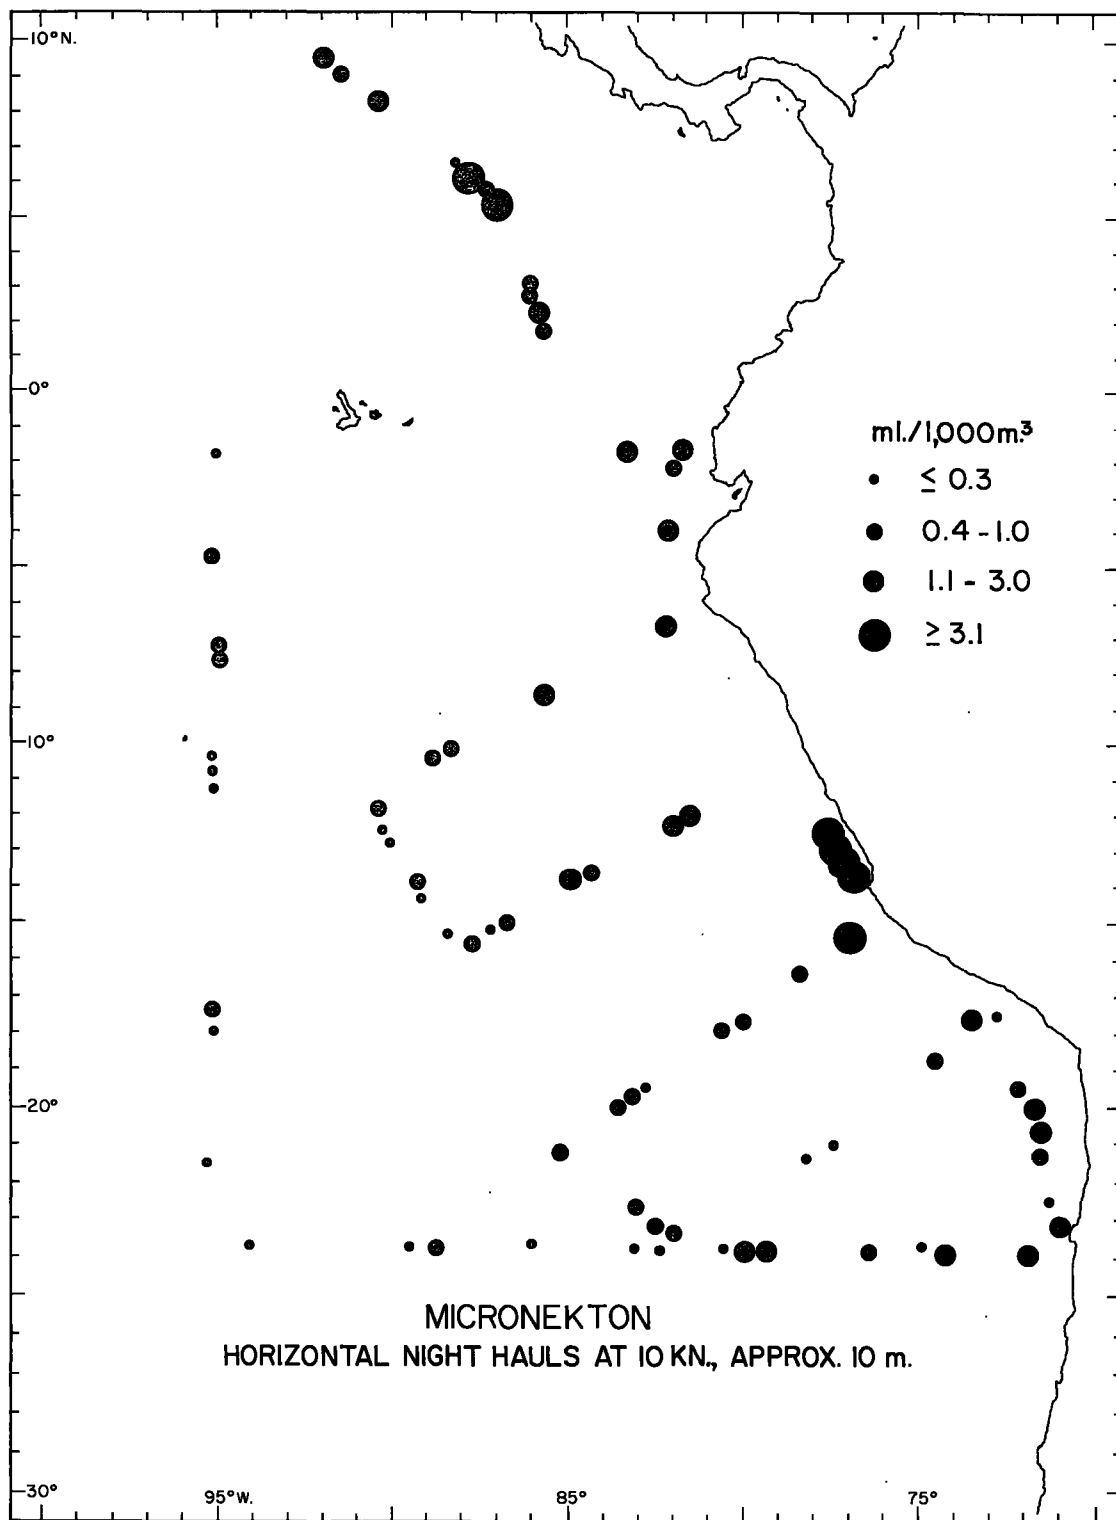 10°N.
0°
ml./1,000m.³
≤ 0.3
0.4 - 1.0
1.1 - 3.0
≥ 3.1
10°
20°
MICRONEKTON
HORIZONTAL NIGHT HAULS AT 10 KN., APPROX. 10 m.
30°
95°W.
85°
75°